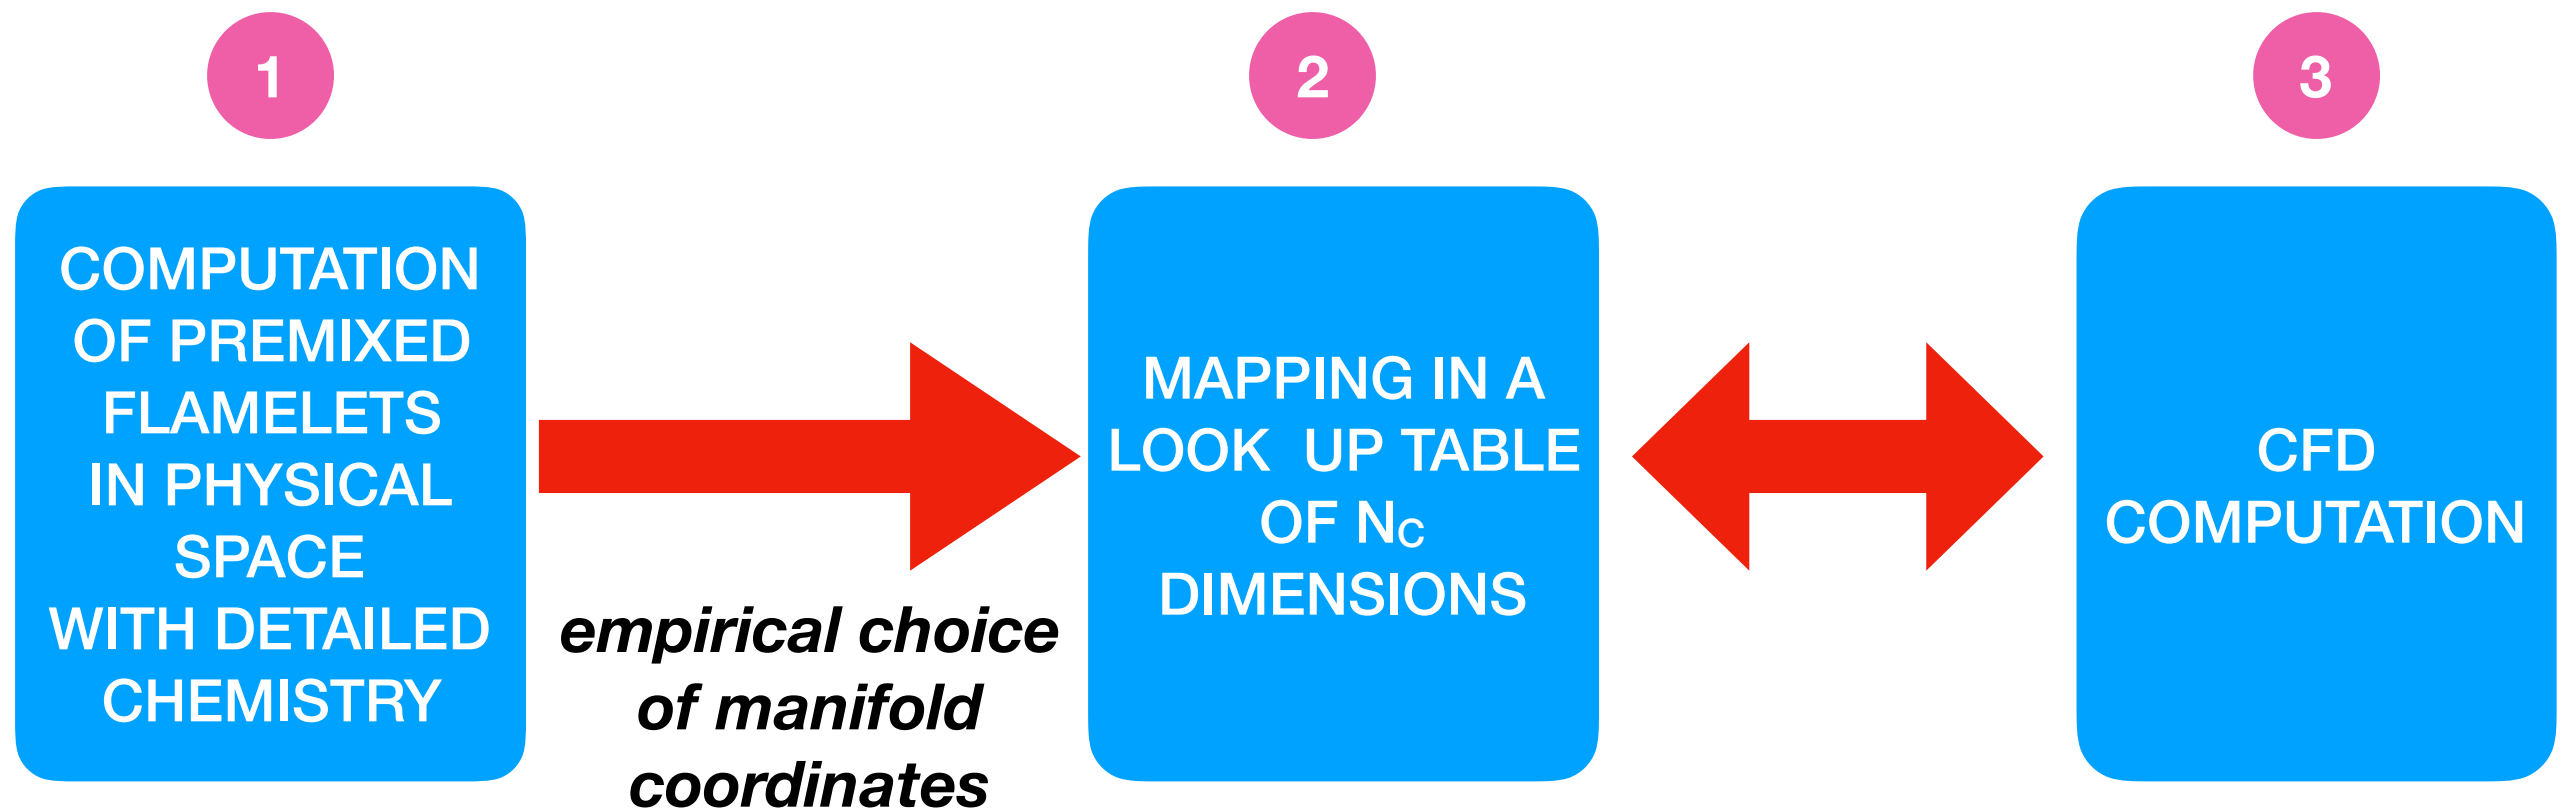 1
COMPUTATION
OF PREMIXED
FLAMELETS
IN PHYSICAL
SPACE
WITH DETAILED
CHEMISTRY
empirical choice
of manifold
coordinates
2
MAPPING IN A
LOOK UP TABLE
OF NC
DIMENSIONS
3
CFD
COMPUTATION